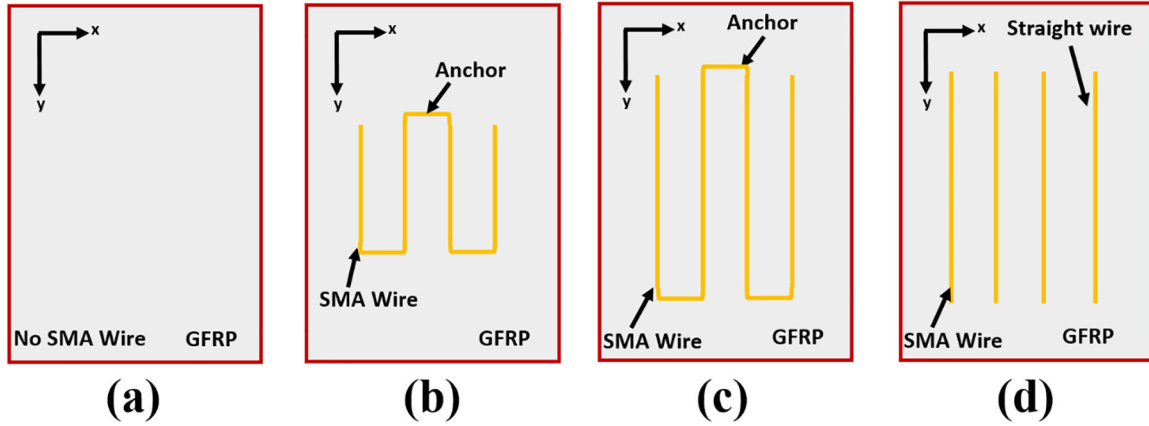 x
y
No SMA Wire
GFRP
(a)
x
y
Anchor
SMA Wire
GFRP
(b)
x
y
Anchor
SMA Wire
GFRP
(c)
x
y
Straight wire
SMA Wire
GFRP
(d)